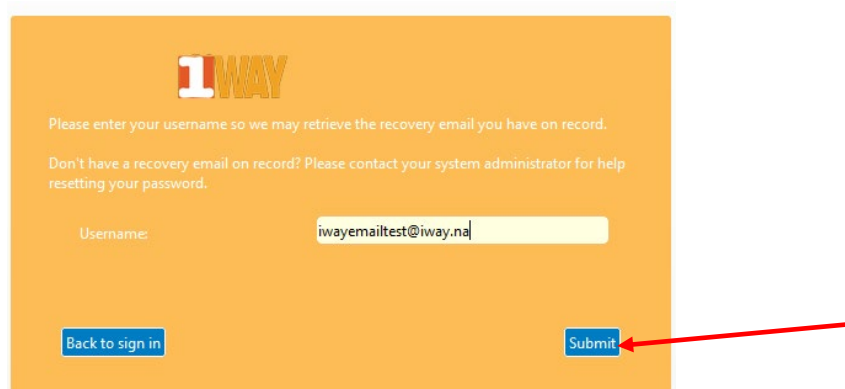 1WAY
Please enter your username so we may retrieve the recovery email you have on record.
Don't have a recovery email on record? Please contact your system administrator for help
resetting your password.
Username: iwayemailtest@iway.na
Back to sign in Submit